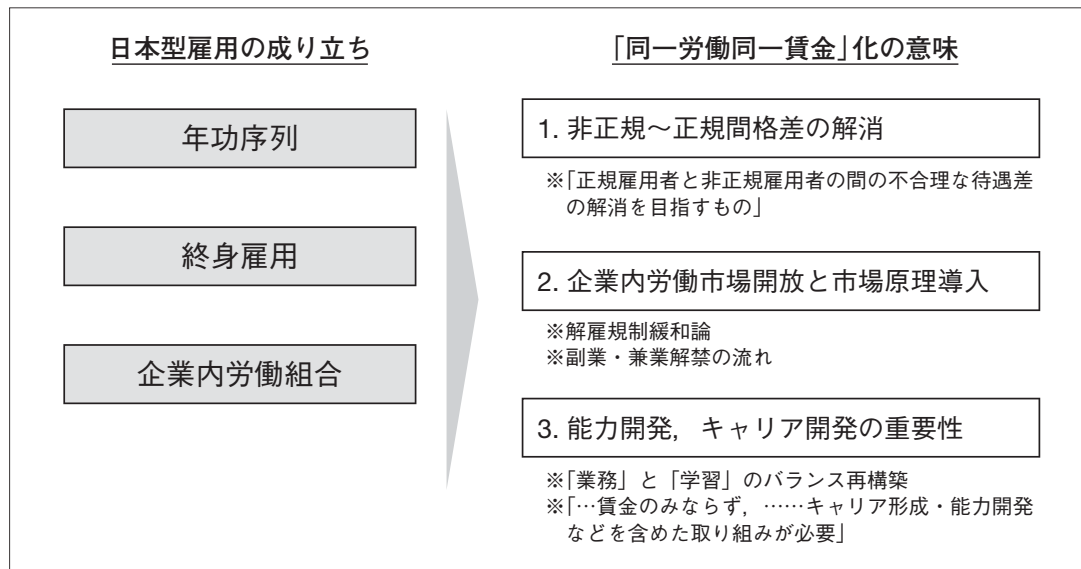 日本型雇用の成り立ち
年功序列
終身雇用
企業内労働組合
「同一労働同一賃金」化の意味
1. 非正規～正規間格差の解消
※「正規雇用者と非正規雇用者の間の不合理な待遇差
の解消を目指すもの」
2. 企業内労働市場開放と市場原理導入
※解雇規制緩和論
※副業・兼業解禁の流れ
3. 能力開発，キャリア開発の重要性
※「業務」と「学習」のバランス再構築
※「…賃金のみならず，……キャリア形成・能力開発
などを含めた取り組みが必要」